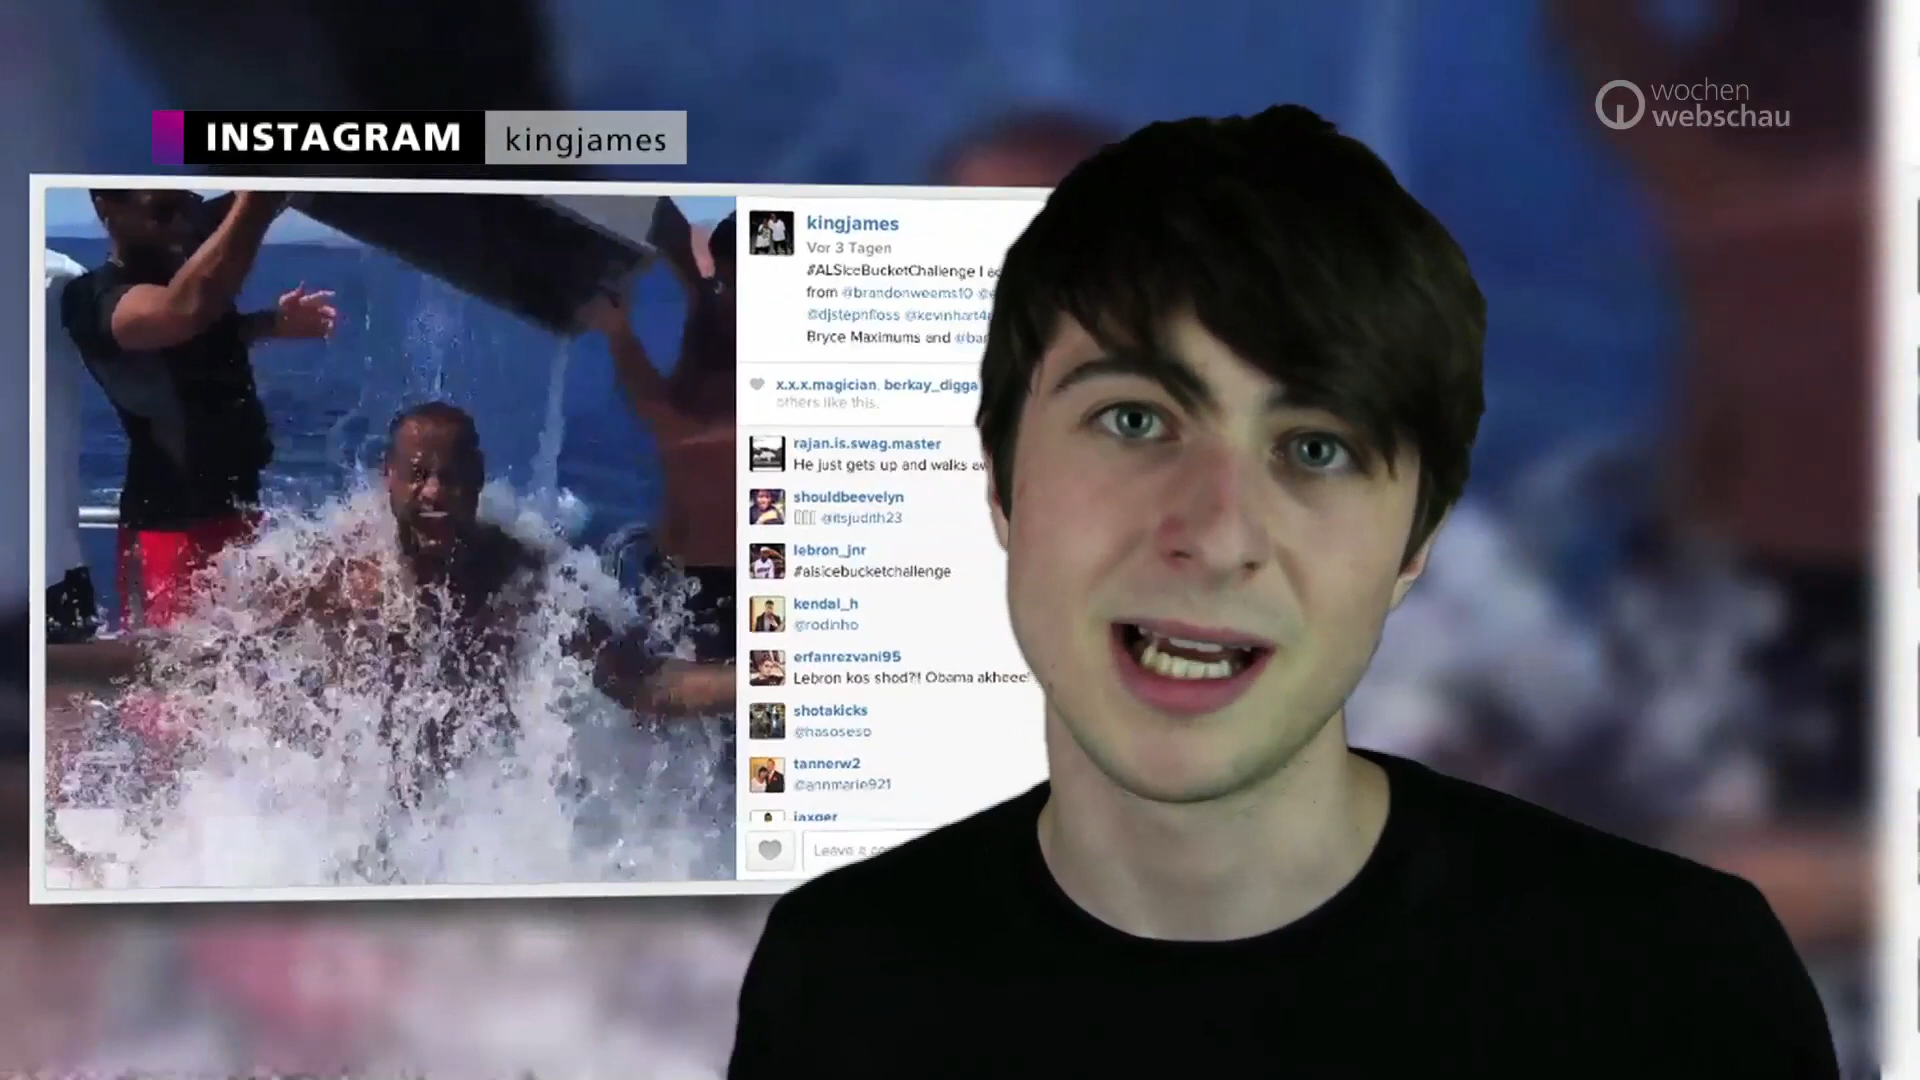 wochen
webschau
INSTAGRAM kingjames
kingjames
Vor 3 Tagen
#ALSiceBucketChallenge I
from @brandonweems10
@djstepnfloss
Bryce Maximums and
x.x.x.magician, berkay_digga
others like this.
rajan.is.swag.master
He just gets up and walks
shouldbeevelyn
@itsjudith23
lebron_jnr
#alsicebucketchallenge
kendal_h
@rodinho
erfanrezvani95
Lebron kos shod?!! Obama akheee!
shotakicks
@hasoseso
tannerw2
@annmarie921
jaxger
Leave a